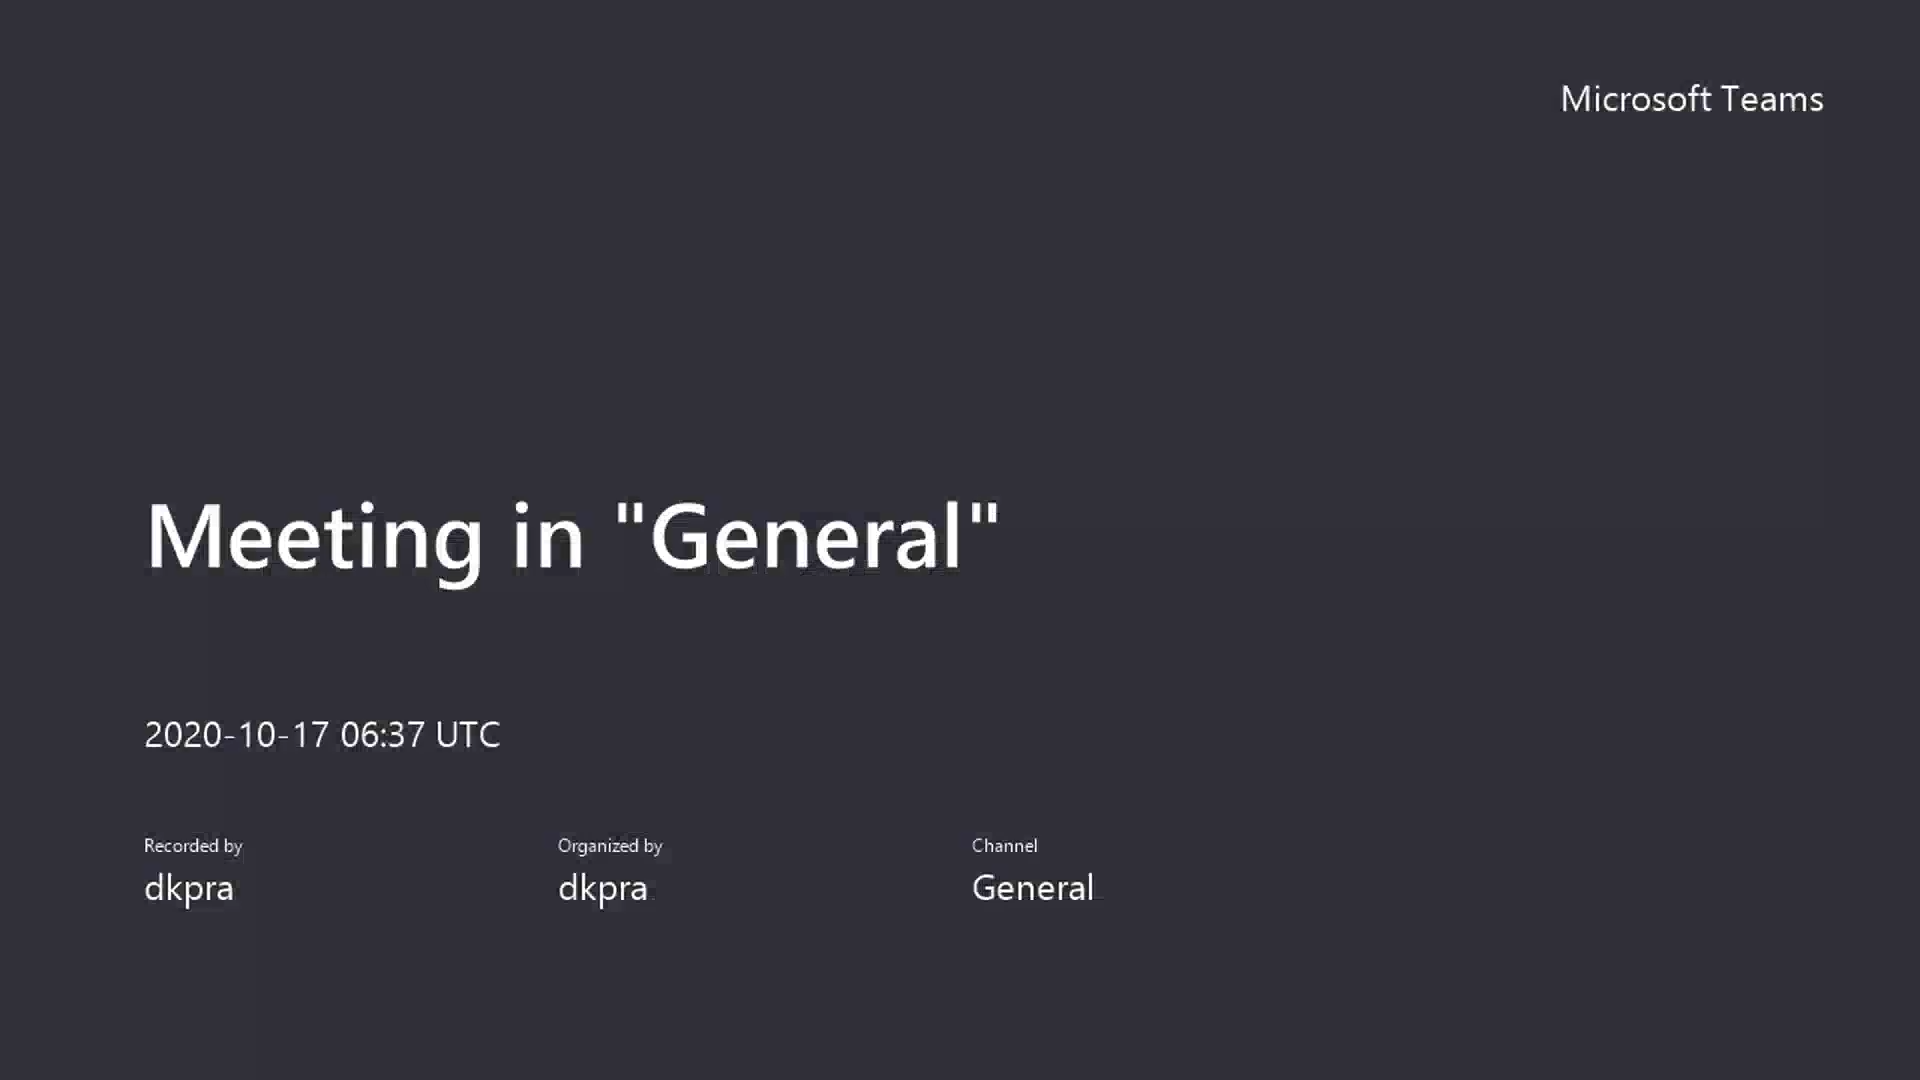 Microsoft Teams
Meeting in "General"
2020-10-17 06:37 UTC
Recorded by
dkpra
Organized by
dkpra
Channel
General